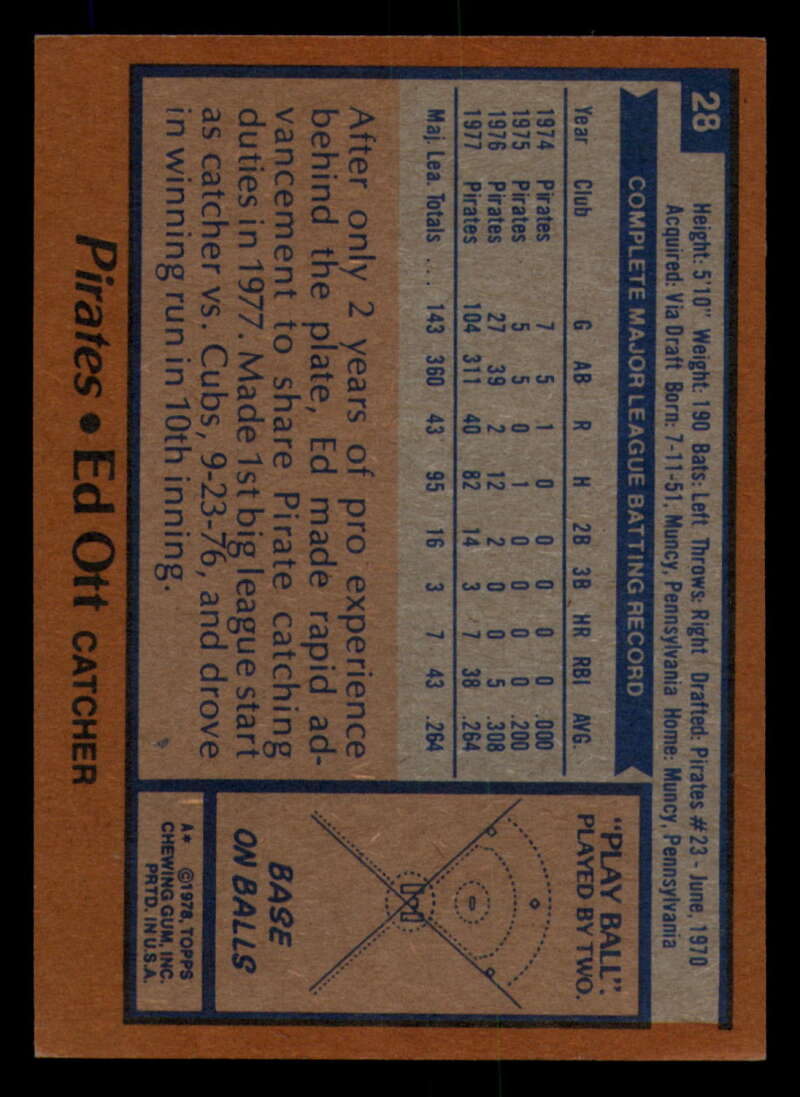 28
Height: 5'10" Weight: 190 Bats: Left Throws: Right Drafted: Pirates #23 - June, 1970
Acquired: Via Draft Born: 7-11-51, Muncy, Pennsylvania Home: Muncy, Pennsylvania
COMPLETE MAJOR LEAGUE BATTING RECORD
Year Club G AB R H 2B 3B HR RBI AVG.
1974 Pirates 7 5 1 0 0 0 0 0 .000
1975 Pirates 5 5 0 1 0 0 0 0 .200
1976 Pirates 27 39 2 12 2 0 0 5 .308
1977 Pirates 104 311 40 82 14 3 7 38 .264
Maj. Lea. Totals .... 143 360 43 95 16 3 7 43 .264
After only 2 years of pro experience
behind the plate, Ed made rapid ad-
vancement to share Pirate catching
duties in 1977. Made 1st big league start
as catcher vs. Cubs, 9-23-76, and drove
in winning run in 10th inning.
"PLAY BALL":
PLAYED BY TWO.
BASE
ON BALLS
A* ©1978, TOPPS
CHEWING GUM, INC.
PRTD. IN U.S.A.
Pirates • Ed Ott CATCHER